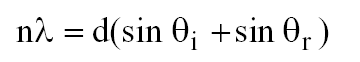 nλ = d(sin θi +sin θr )